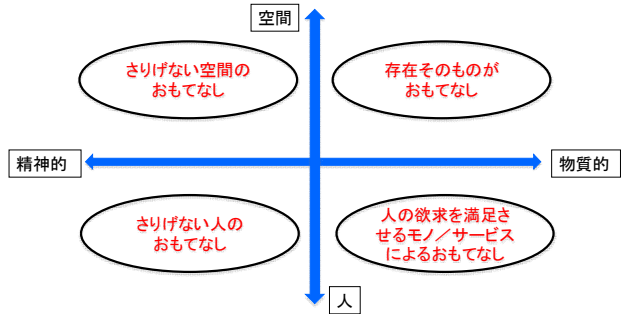 空間
さりげない空間の
おもてなし
存在そのものが
おもてなし
精神的
物質的
さりげない人の
おもてなし
人の欲求を満足さ
せるモノ／サービス
によるおもてなし
人